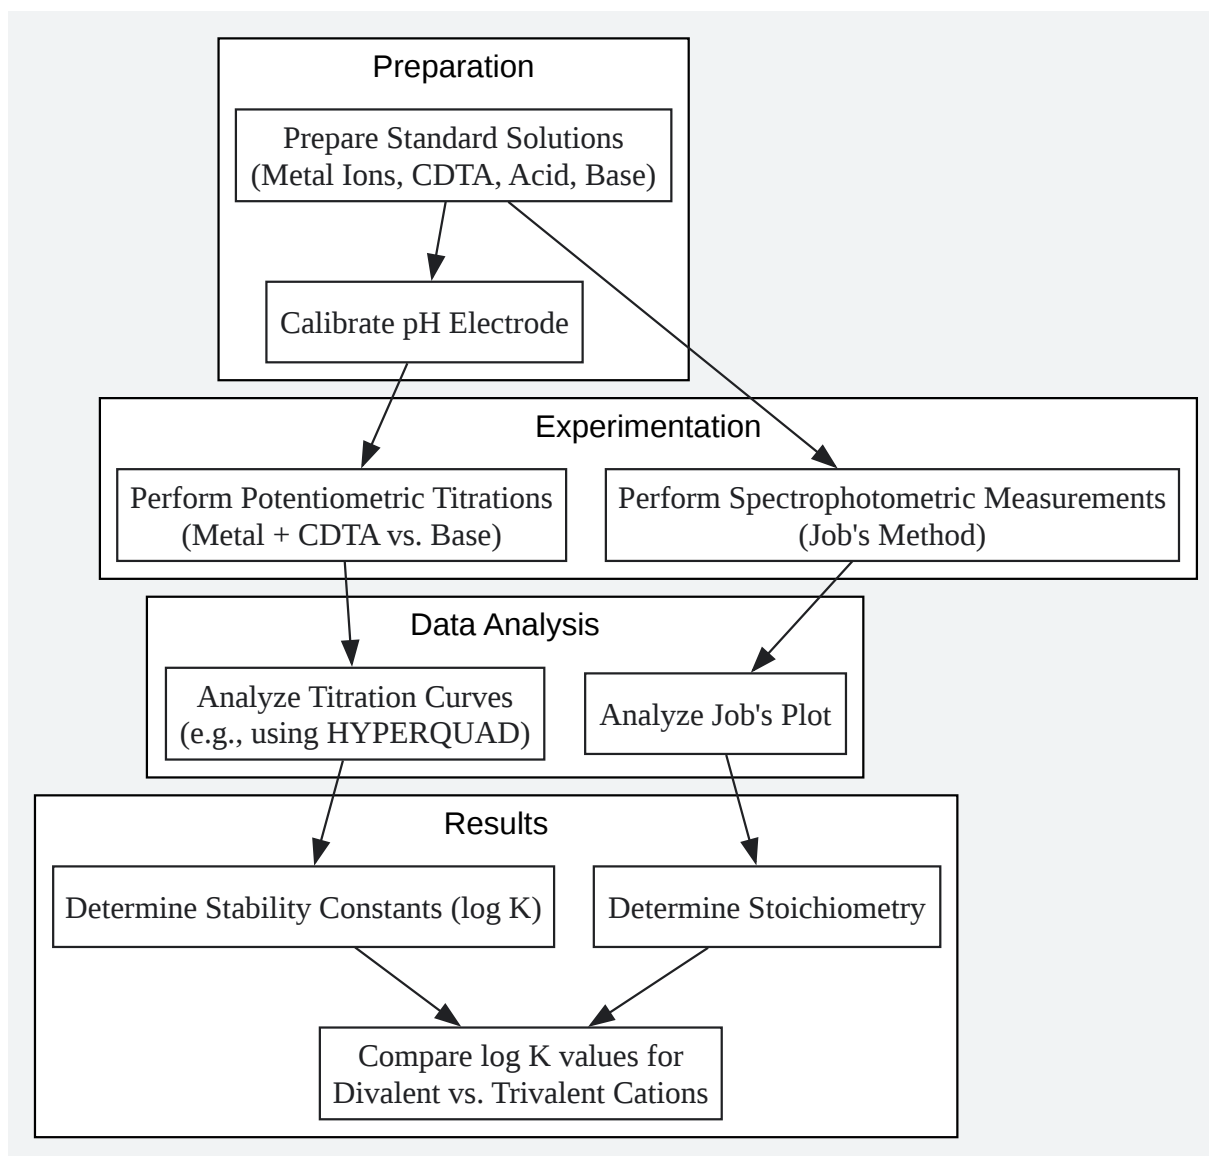 Preparation
Prepare Standard Solutions
(Metal Ions, CDTA, Acid, Base)
Calibrate pH Electrode
Experimentation
Perform Potentiometric Titrations
(Metal + CDTA vs. Base)
Perform Spectrophotometric Measurements
(Job's Method)
Data Analysis
Analyze Titration Curves
(e.g., using HYPERQUAD)
Analyze Job's Plot
Results
Determine Stability Constants (log K)
Determine Stoichiometry
Compare log K values for
Divalent vs. Trivalent Cations